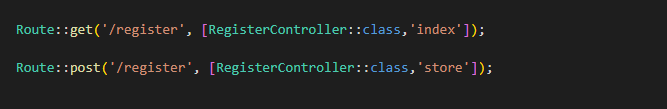 Route::get('/register', [RegisterController::class,'index']);
Route::post('/register', [RegisterController::class,'store']);